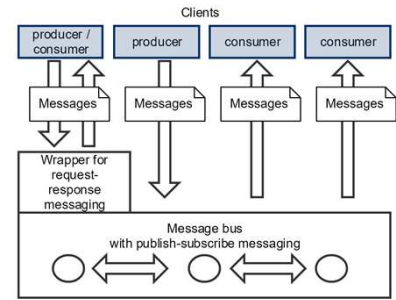 Clients
producer /
consumer
producer
consumer
consumer
Messages
Messages
Messages
Messages
Wrapper for
request-
response
messaging
Message bus
with publish-subscribe messaging